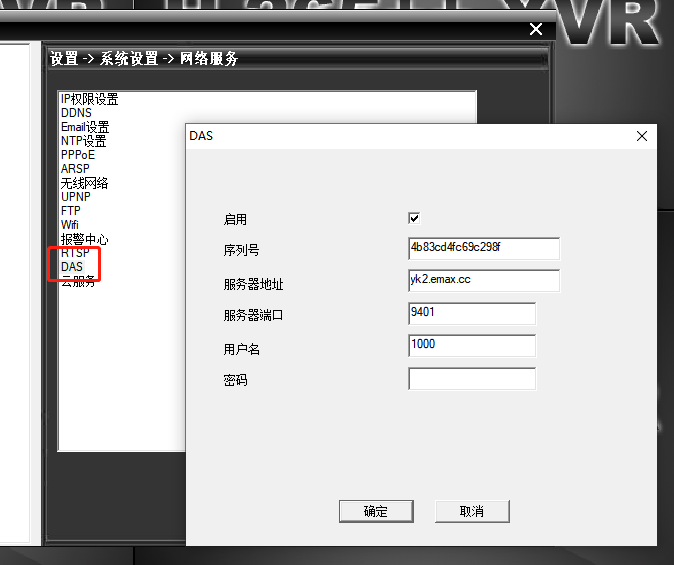 设置 -> 系统设置 -> 网络服务
IP权限设置
DDNS
Email设置
NTP设置
PPPoE
ARSP
无线网络
UPNP
FTP
Wifi
报警中心
RTSP
DAS
云服务
DAS
启用
序列号 4b83cd4fc69c298f
服务器地址 yk2.emax.cc
服务器端口 9401
用户名 1000
密码
确定 取消